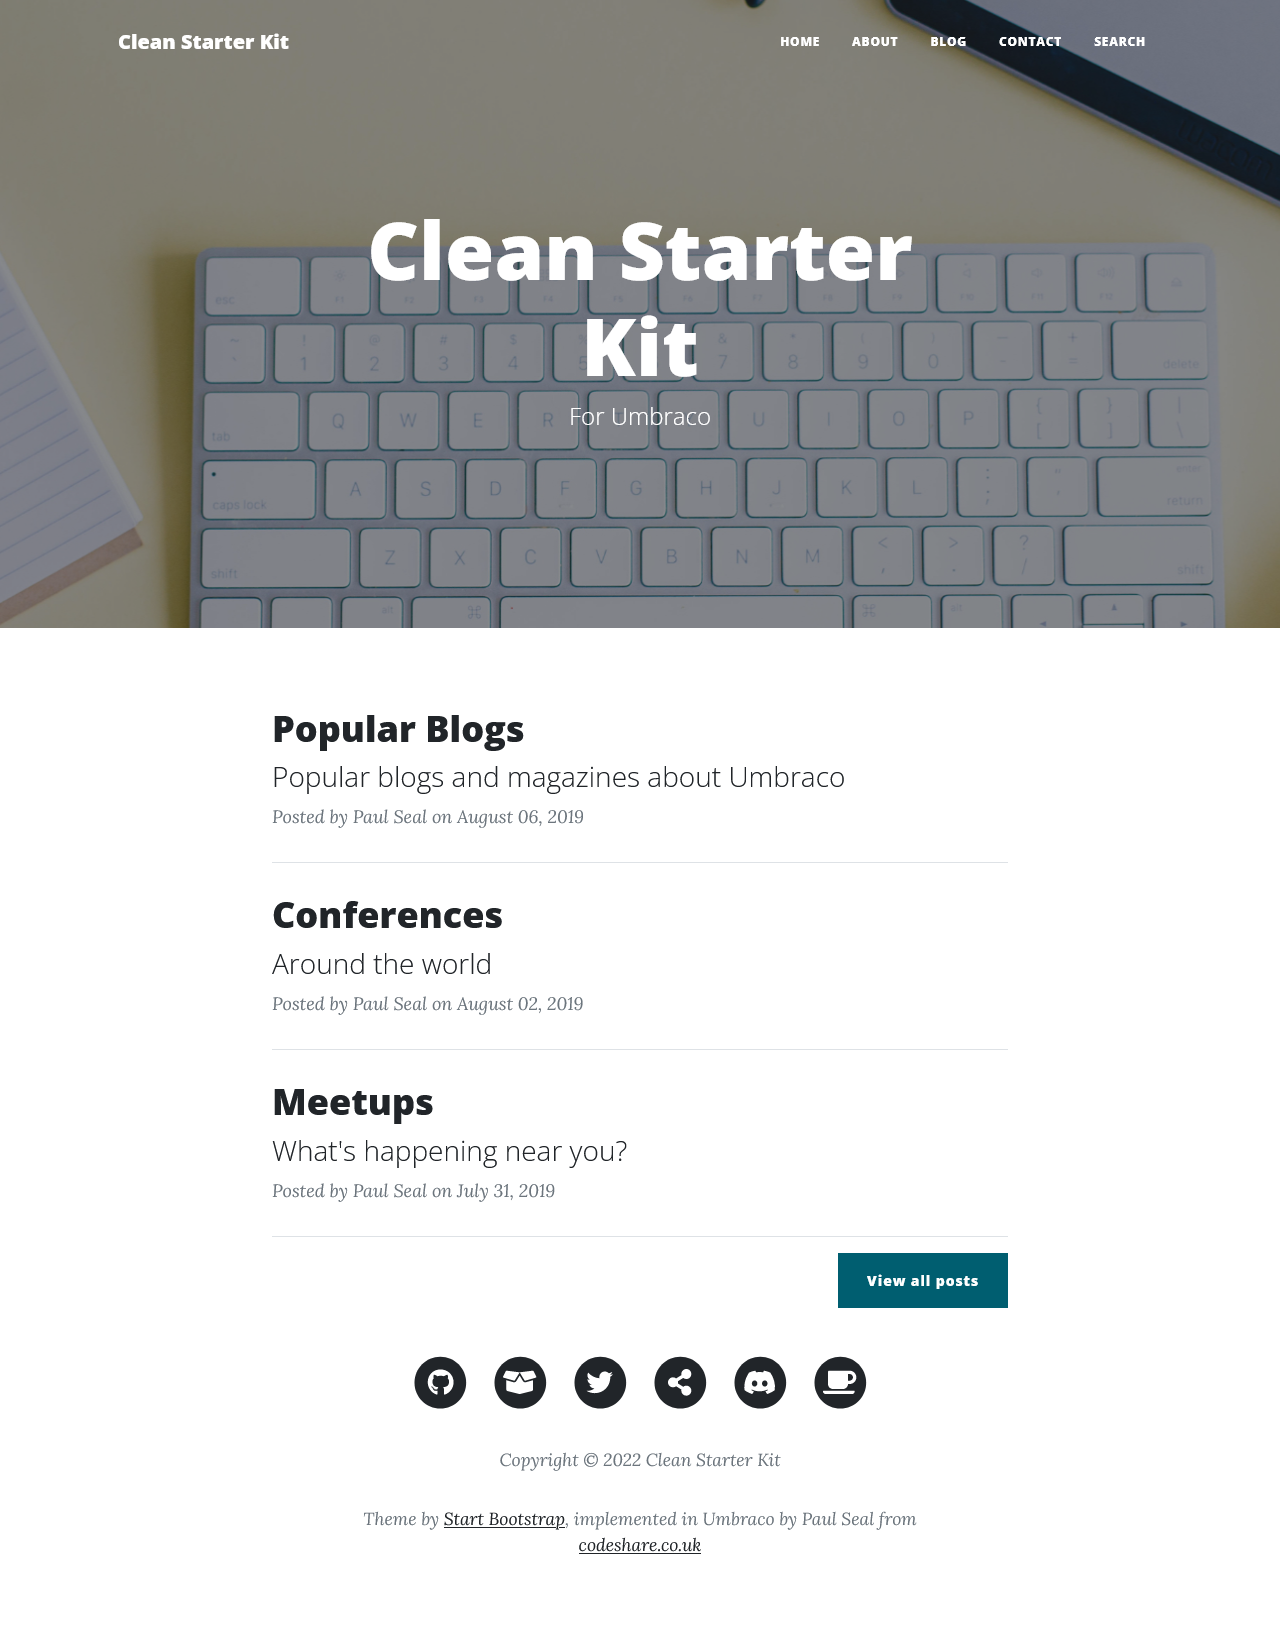 Clean Starter Kit
HOME ABOUT BLOG CONTACT SEARCH
Clean Starter
Kit
For Umbraco
Popular Blogs
Popular blogs and magazines about Umbraco
Posted by Paul Seal on August 06, 2019
Conferences
Around the world
Posted by Paul Seal on August 02, 2019
Meetups
What's happening near you?
Posted by Paul Seal on July 31, 2019
View all posts
Copyright © 2022 Clean Starter Kit
Theme by Start Bootstrap, implemented in Umbraco by Paul Seal from
codeshare.co.uk